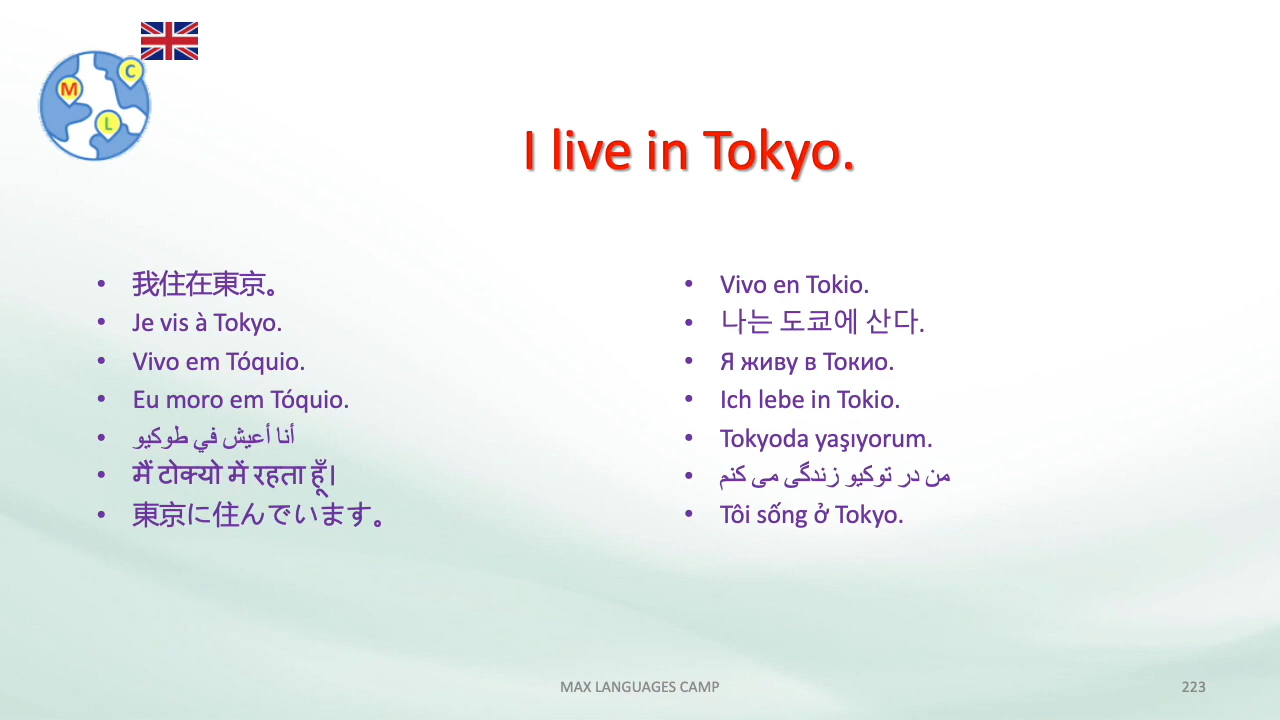 C
M
L
I live in Tokyo.
我住在東京。
Je vis à Tokyo.
Vivo em Tóquio.
Eu moro em Tóquio.
أنا أعيش في طوكيو
मैं टोक्यो में रहता हूँ।
東京に住んでいます。
Vivo en Tokio.
나는 도쿄에 산다.
Я живу в Токио.
Ich lebe in Tokio.
Tokyoda yaşıyorum.
من در توکیو زندگی می کنم
Tôi sống ở Tokyo.
MAX LANGUAGES CAMP
223